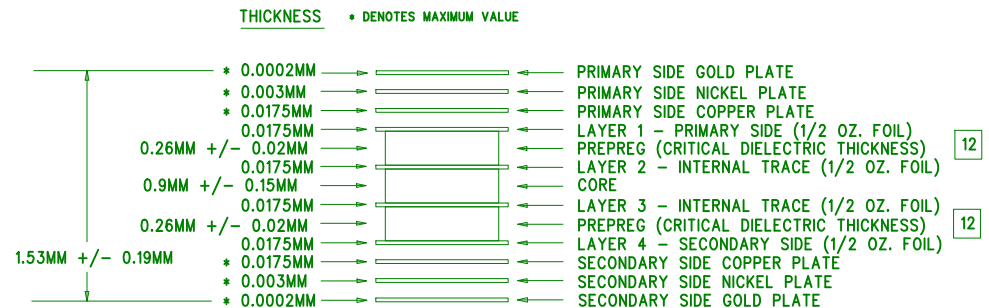 THICKNESS * DENOTES MAXIMUM VALUE
* 0.0002MM PRIMARY SIDE GOLD PLATE
* 0.003MM PRIMARY SIDE NICKEL PLATE
* 0.0175MM PRIMARY SIDE COPPER PLATE
0.0175MM LAYER 1 - PRIMARY SIDE (1/2 OZ. FOIL)
0.26MM +/- 0.02MM PREPREG (CRITICAL DIELECTRIC THICKNESS) 12
0.0175MM LAYER 2 - INTERNAL TRACE (1/2 OZ. FOIL)
0.9MM +/- 0.15MM CORE
0.0175MM LAYER 3 - INTERNAL TRACE (1/2 OZ. FOIL)
0.26MM +/- 0.02MM PREPREG (CRITICAL DIELECTRIC THICKNESS) 12
0.0175MM LAYER 4 - SECONDARY SIDE (1/2 OZ. FOIL)
1.53MM +/- 0.19MM
* 0.0175MM SECONDARY SIDE COPPER PLATE
* 0.003MM SECONDARY SIDE NICKEL PLATE
* 0.0002MM SECONDARY SIDE GOLD PLATE